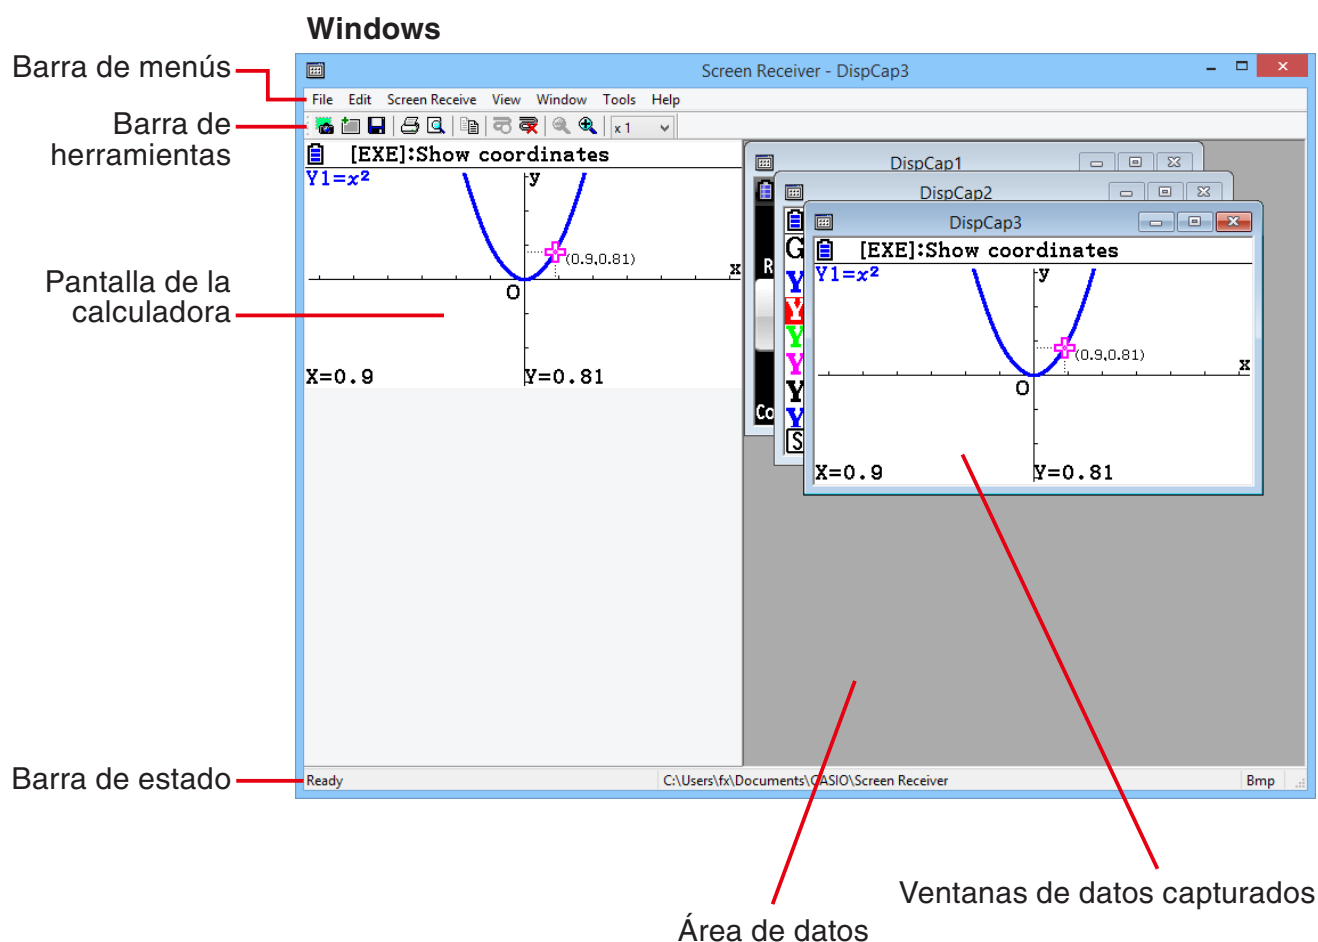 Windows
Barra de menús
Screen Receiver - DispCap3
File Edit Screen Receive View Window Tools Help
Barra de
herramientas
x 1
[EXE]:Show coordinates
Y1=x²
y
(0.9,0.81)
x
O
X=0.9 Y=0.81
Pantalla de la
calculadora
DispCap1
R
Co
DispCap2
G
Y
Y
Y
Y
Y
Y
S
DispCap3
[EXE]:Show coordinates
Y1=x²
y
(0.9,0.81)
x
O
X=0.9 Y=0.81
Barra de estado
Ready C:\Users\fx\Documents\CASIO\Screen Receiver Bmp
Ventanas de datos capturados
Área de datos